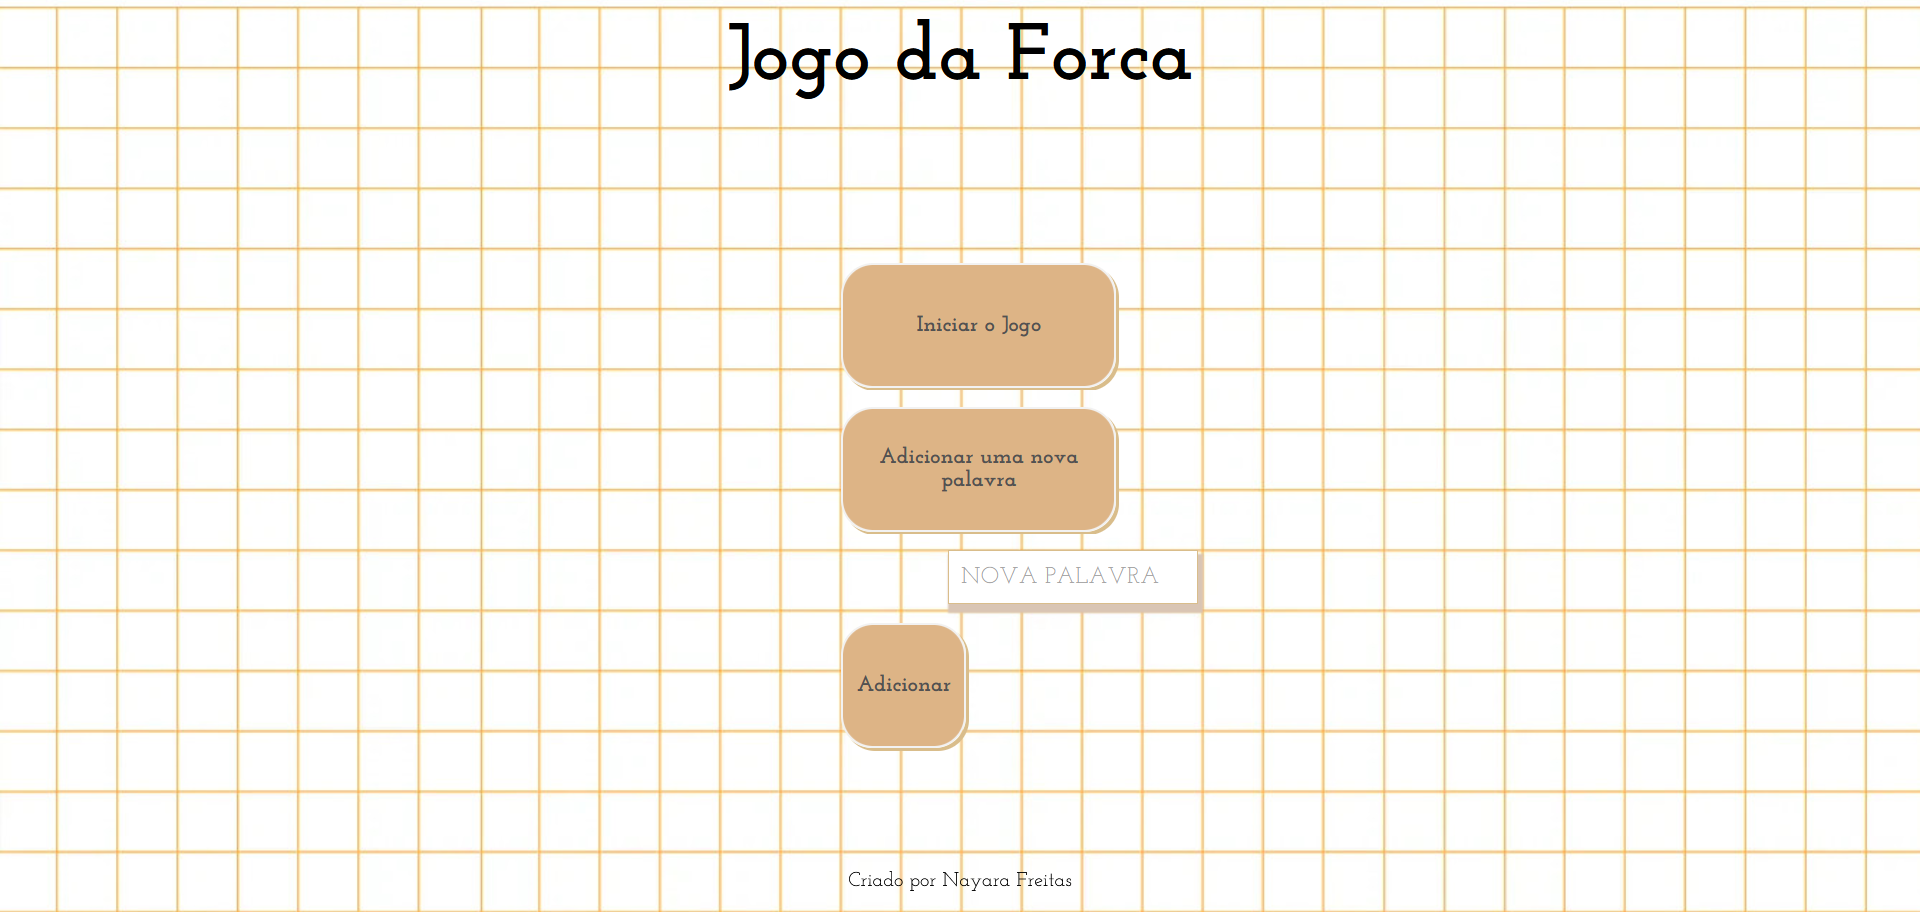 Jogo da Forca
Iniciar o Jogo
Adicionar uma nova
palavra
NOVA PALAVRA
Adicionar
Criado por Nayara Freitas